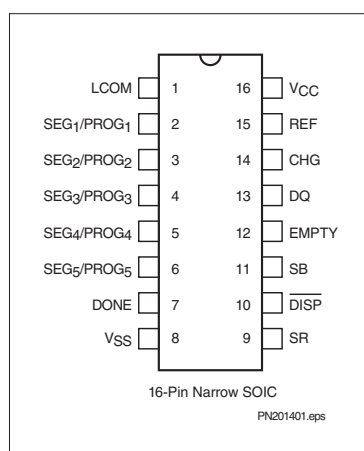 LCOM 1 16 VCC
SEG1/PROG1 2 15 REF
SEG2/PROG2 3 14 CHG
SEG3/PROG3 4 13 DQ
SEG4/PROG4 5 12 EMPTY
SEG5/PROG5 6 11 SB
DONE 7 10 DISP
VSS 8 9 SR
16-Pin Narrow SOIC
PN201401.eps